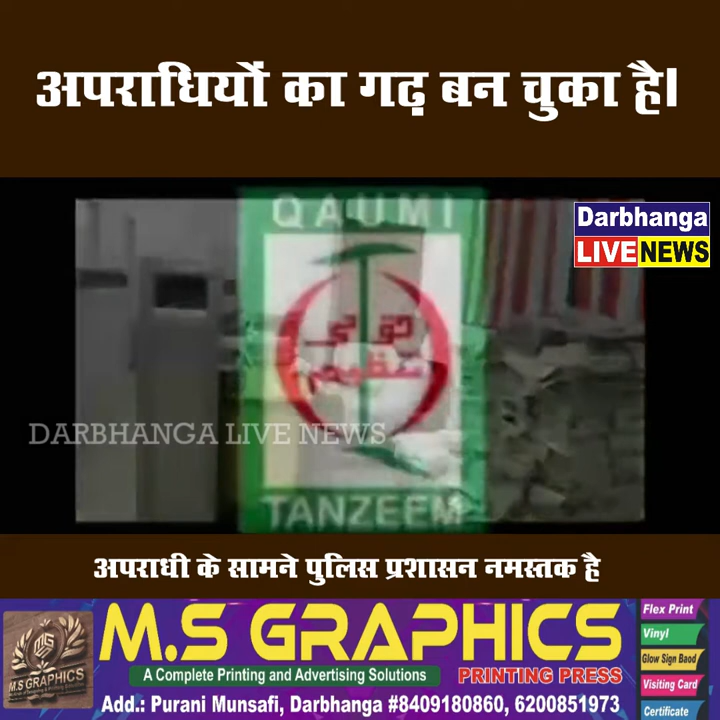 अपराधियों का गढ़ बन चुका है।
QAUMI
Darbhanga
LIVE NEWS
قومی
تنظیم
DARBHANGA LIVE NEWS
TANZEEM
अपराधी के सामने पुलिस प्रशासन नमस्तक है
M.S GRAPHICS
PRINTING PRESS
A Complete Printing and Advertising Solutions
Add.: Purani Munsafi, Darbhanga #8409180860, 6200851973
Flex Print
Vinyl
Glow Sign Baod
Visiting Card
Certificate
M.S GRAPHICS